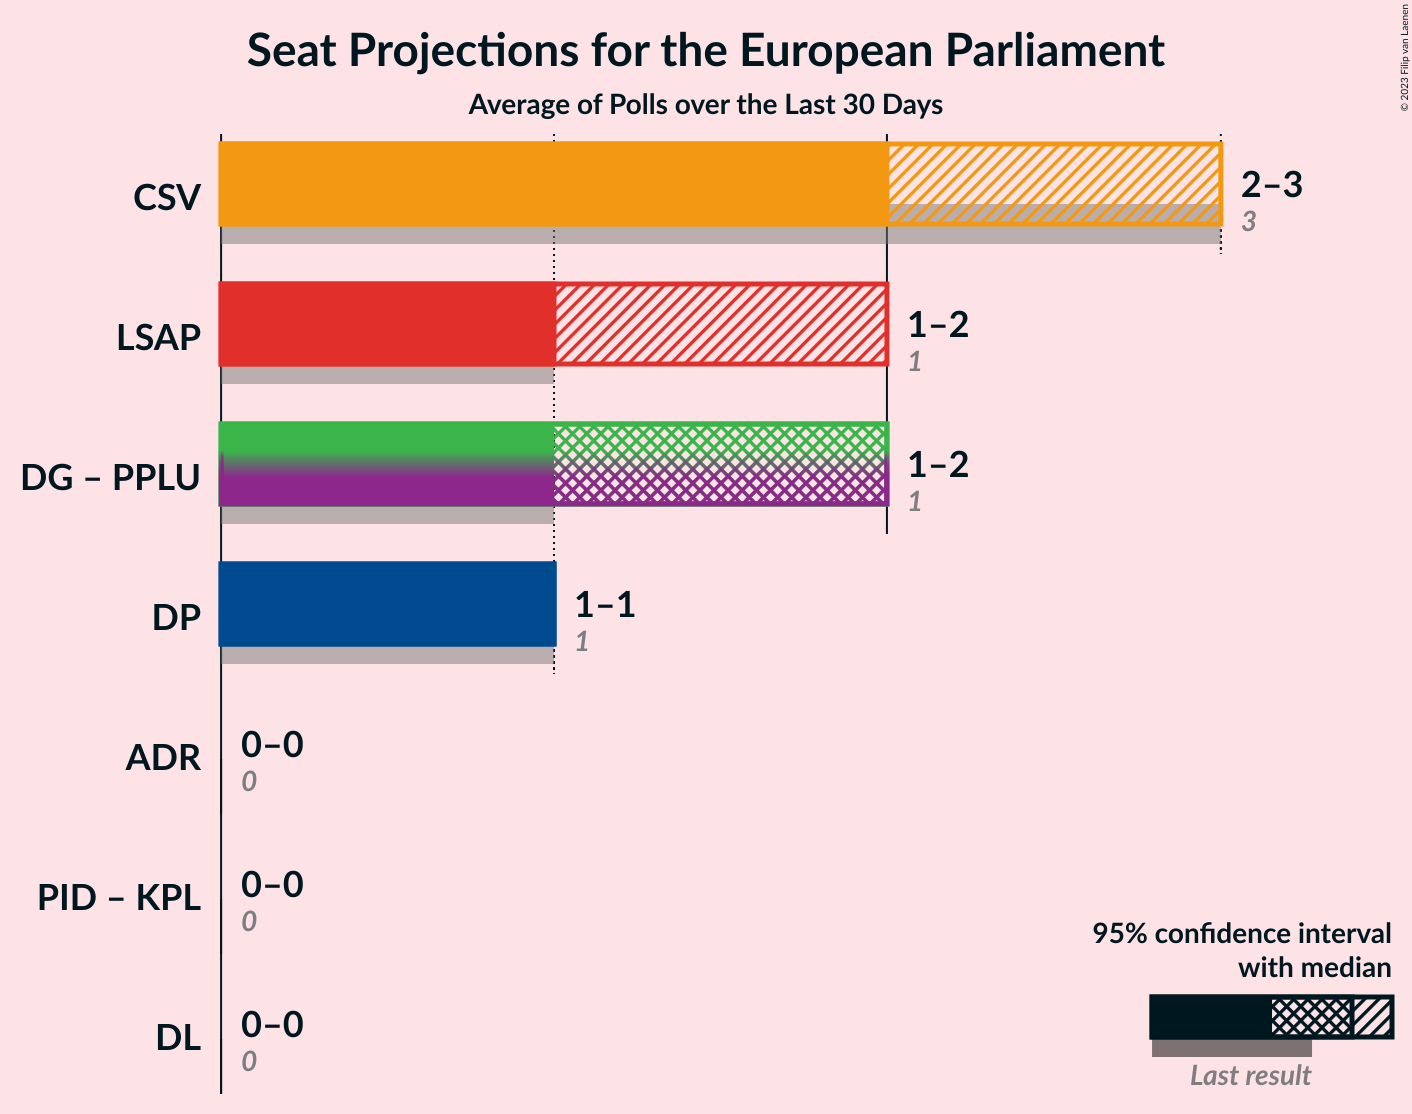 Seat Projections for the European Parliament
Average of Polls over the Last 30 Days
© 2023 Filip van Laenen
CSV
2–3
3
LSAP
1–2
1
DG – PPLU
1–2
1
DP
1–1
1
ADR
0–0
0
PID – KPL
0–0
0
DL
0–0
0
95% confidence interval
with median
Last result